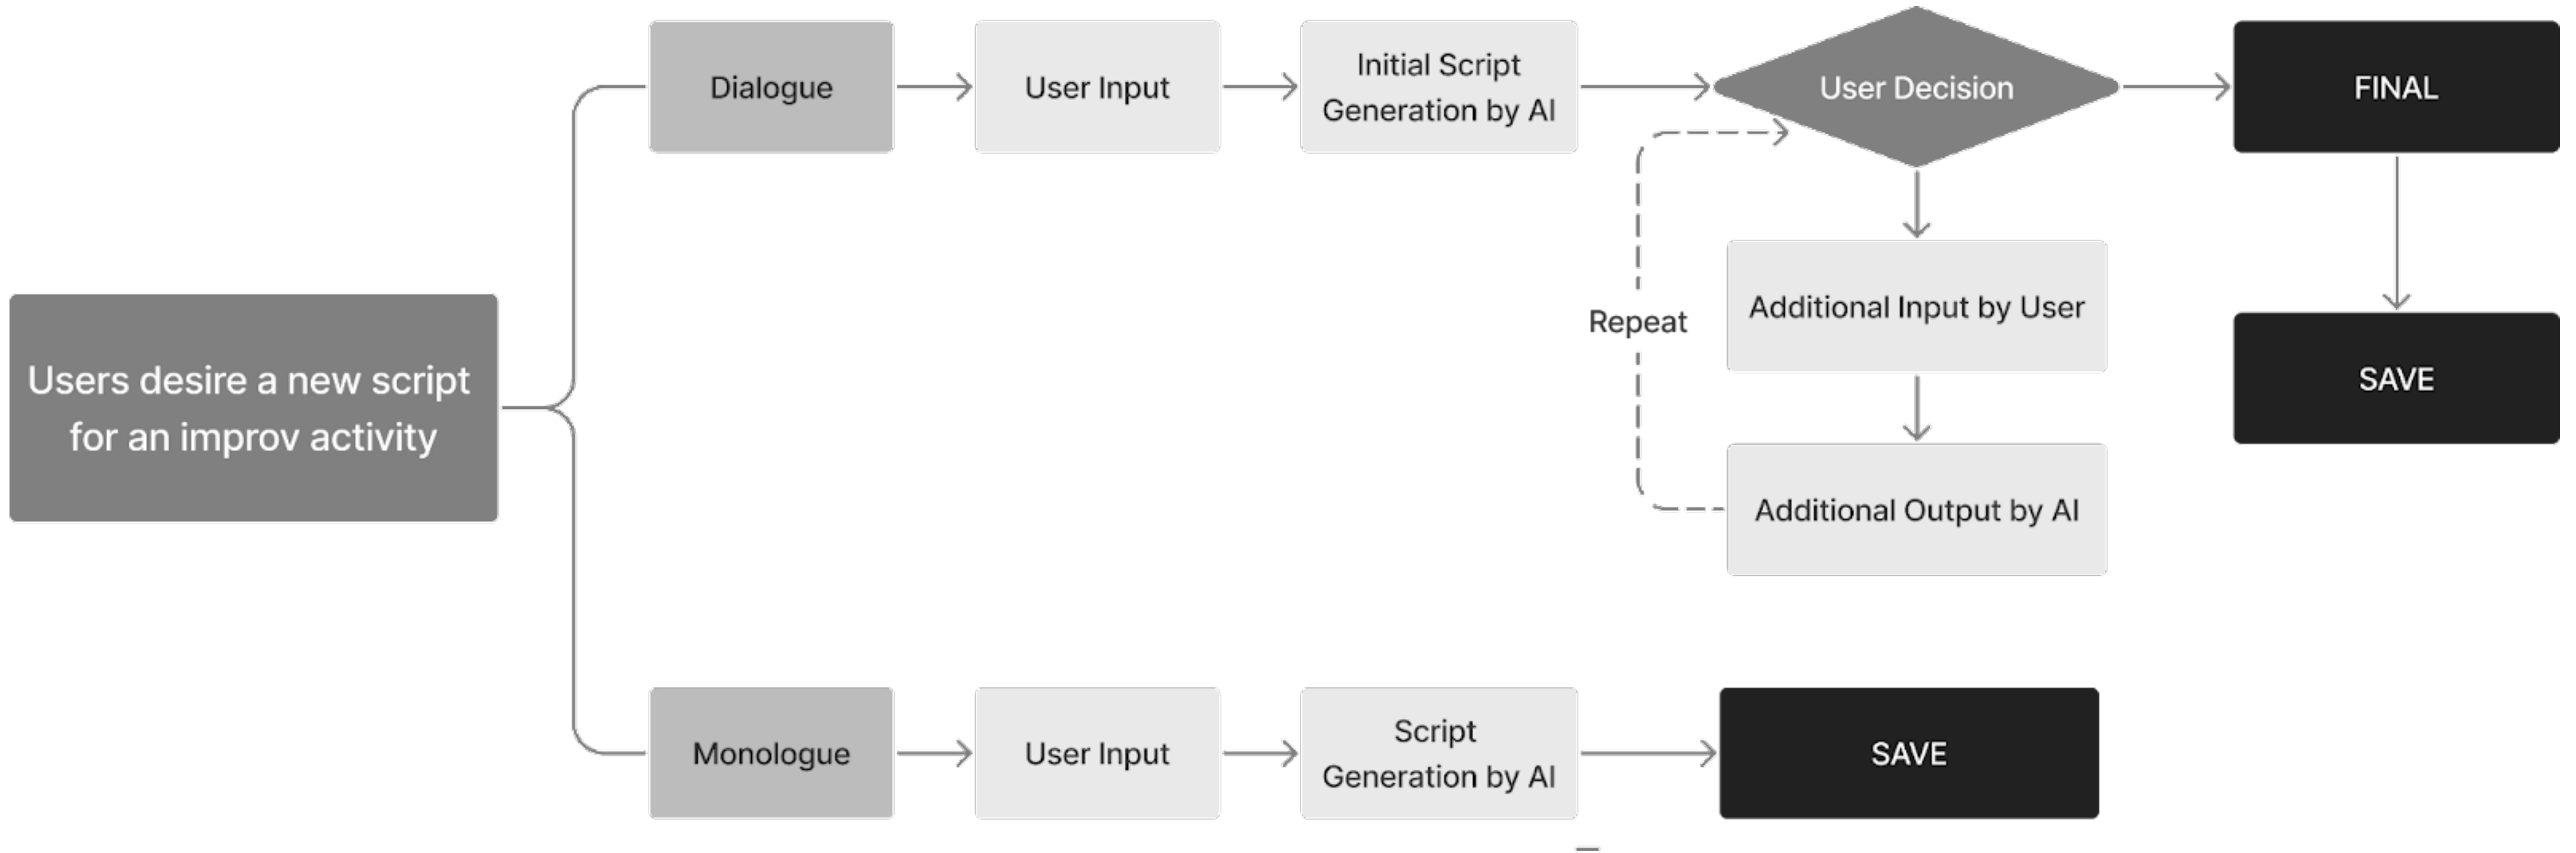 Users desire a new script
for an improv activity
Dialogue
User Input
Initial Script
Generation by AI
User Decision
FINAL
Additional Input by User
Repeat
SAVE
Additional Output by AI
Monologue
User Input
Script
Generation by AI
SAVE